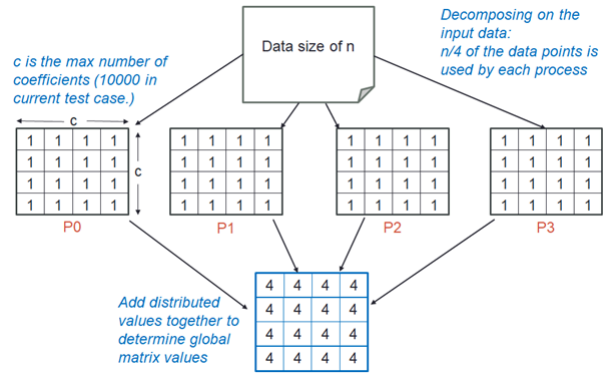 Data size of n
Decomposing on the
input data:
n/4 of the data points is
used by each process
c is the max number of
coefficients (10000 in
current test case.)
c
c
1 1 1 1
1 1 1 1
1 1 1 1
1 1 1 1
P0
1 1 1 1
1 1 1 1
1 1 1 1
1 1 1 1
P1
1 1 1 1
1 1 1 1
1 1 1 1
1 1 1 1
P2
1 1 1 1
1 1 1 1
1 1 1 1
1 1 1 1
P3
Add distributed
values together to
determine global
matrix values
4 4 4 4
4 4 4 4
4 4 4 4
4 4 4 4